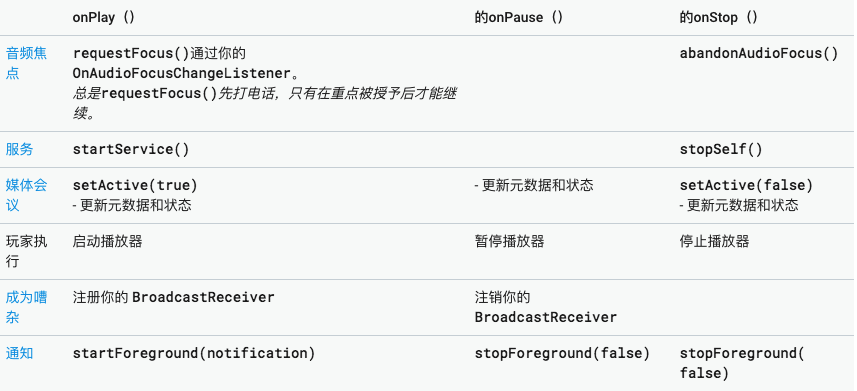 onPlay（） 的onPause（） 的onStop（）
音频焦点 requestFocus()通过你的 abandonAudioFocus()
OnAudioFocusChangeListener。
总是requestFocus()先打电话，只有在重点被授予后才能继
续。
服务 startService() stopSelf()
媒体会议 setActive(true) - 更新元数据和状态 setActive(false)
- 更新元数据和状态 - 更新元数据和状态
玩家执行 启动播放器 暂停播放器 停止播放器
成为嘈杂 注册你的 BroadcastReceiver 注销你的
BroadcastReceiver
通知 startForeground(notification) stopForeground(false) stopForeground(
false)